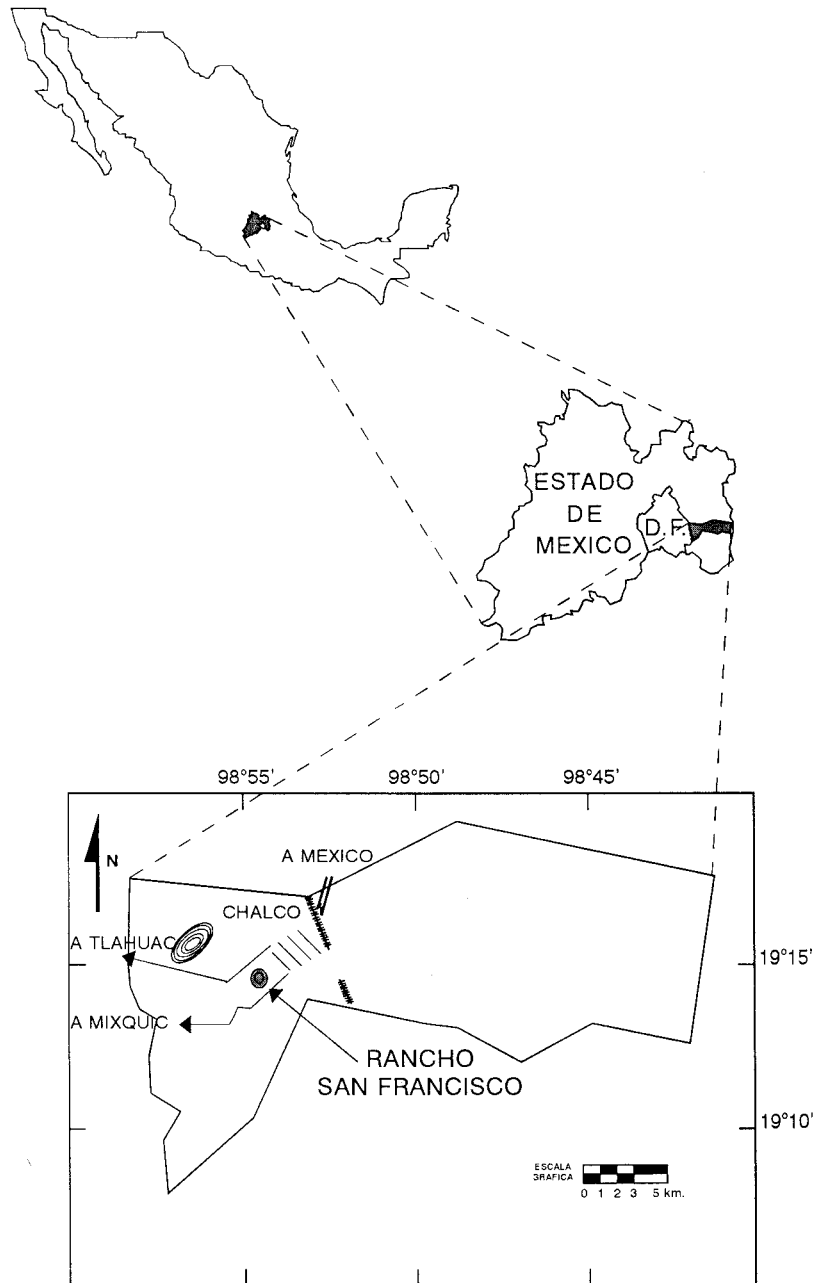 ESTADO
DE
MEXICO
D.F.
98°55'
98°50'
98°45'
N
A MEXICO
CHALCO
A TLAHUAC
19°15'
A MIXQUIC
RANCHO
SAN FRANCISCO
19°10'
ESCALA
GRAFICA
0 1 2 3 5 km.